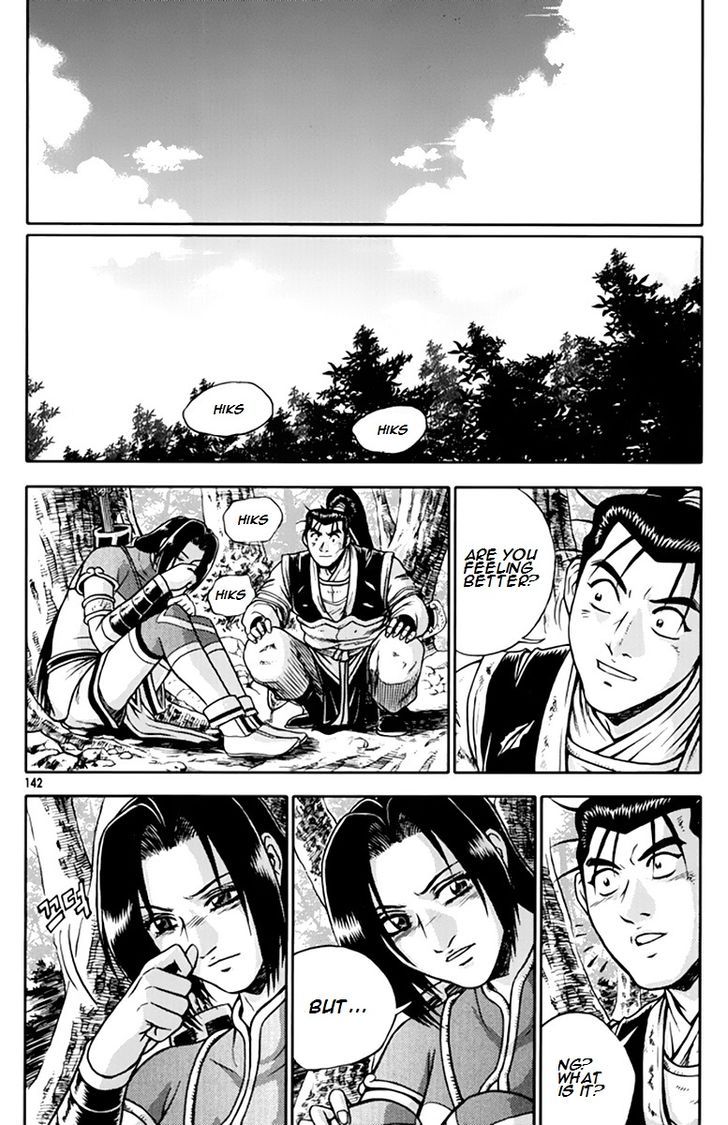 HIKS
HIKS
HIKS
HIKS
ARE YOU
FEELING
BETTER?
142
끄덕
BUT...
NG?
WHAT
IS IT?